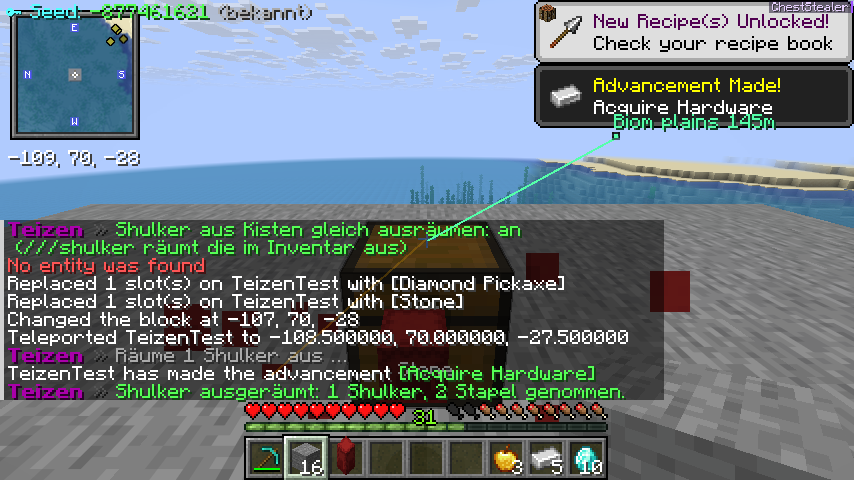 Seed: -877461621 (bekannt)
ChestStealer
New Recipe(s) Unlocked!
Check your recipe book
Advancement Made!
Acquire Hardware
Biom plains 145m
E
N
S
W
-109, 70, -28
Teizen » Shulker aus Kisten gleich ausräumen: an
(///shulker räumt die im Inventar aus)
No entity was found
Replaced 1 slot(s) on TeizenTest with [Diamond Pickaxe]
Replaced 1 slot(s) on TeizenTest with [Stone]
Changed the block at -107, 70, -28
Teleported TeizenTest to -108.500000, 70.000000, -27.500000
Teizen » Räume 1 Shulker aus ...
TeizenTest has made the advancement [Acquire Hardware]
Teizen » Shulker ausgeräumt: 1 Shulker, 2 Stapel genommen.
Stone
31
16
3
5
10